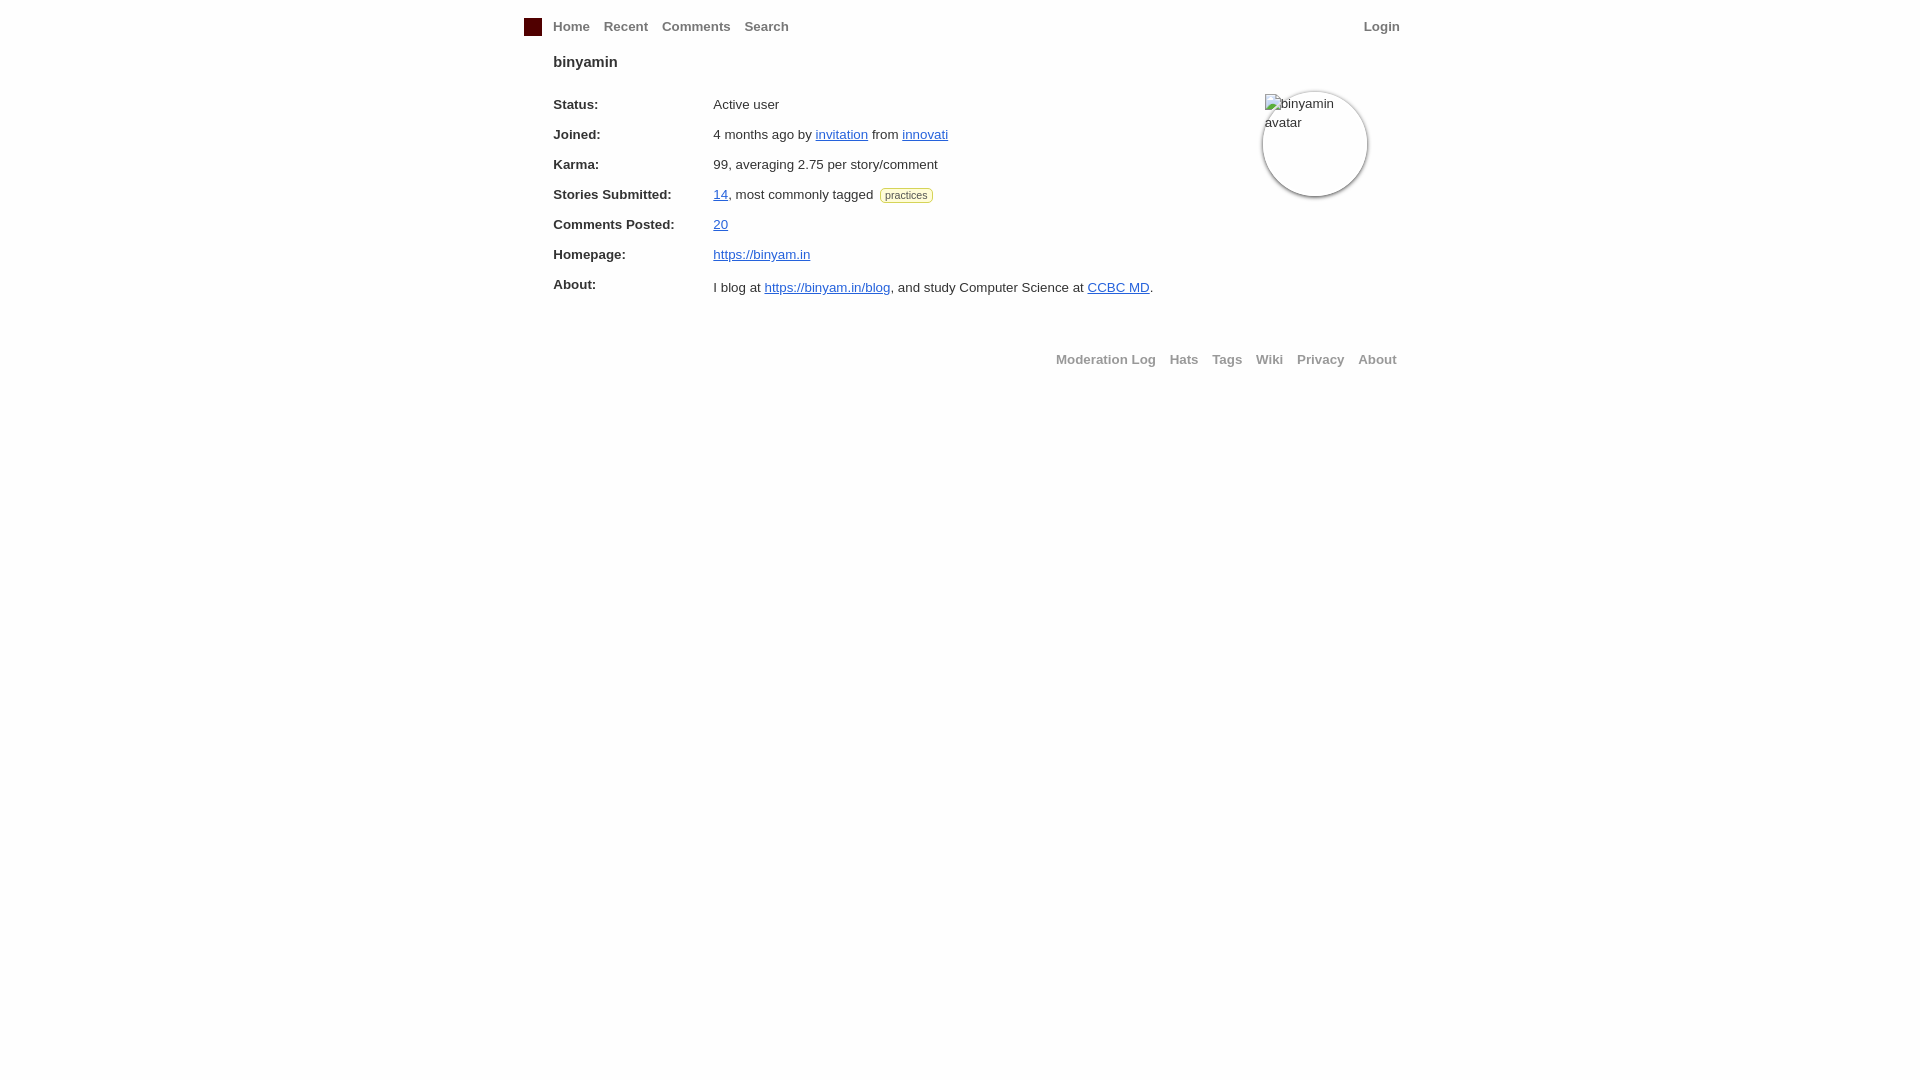 Home Recent Comments Search Login
binyamin
Status: Active user
binyamin avatar
Joined: 4 months ago by invitation from innovati
Karma: 99, averaging 2.75 per story/comment
Stories Submitted: 14, most commonly tagged practices
Comments Posted: 20
Homepage: https://binyam.in
About: I blog at https://binyam.in/blog, and study Computer Science at CCBC MD.
Moderation Log Hats Tags Wiki Privacy About